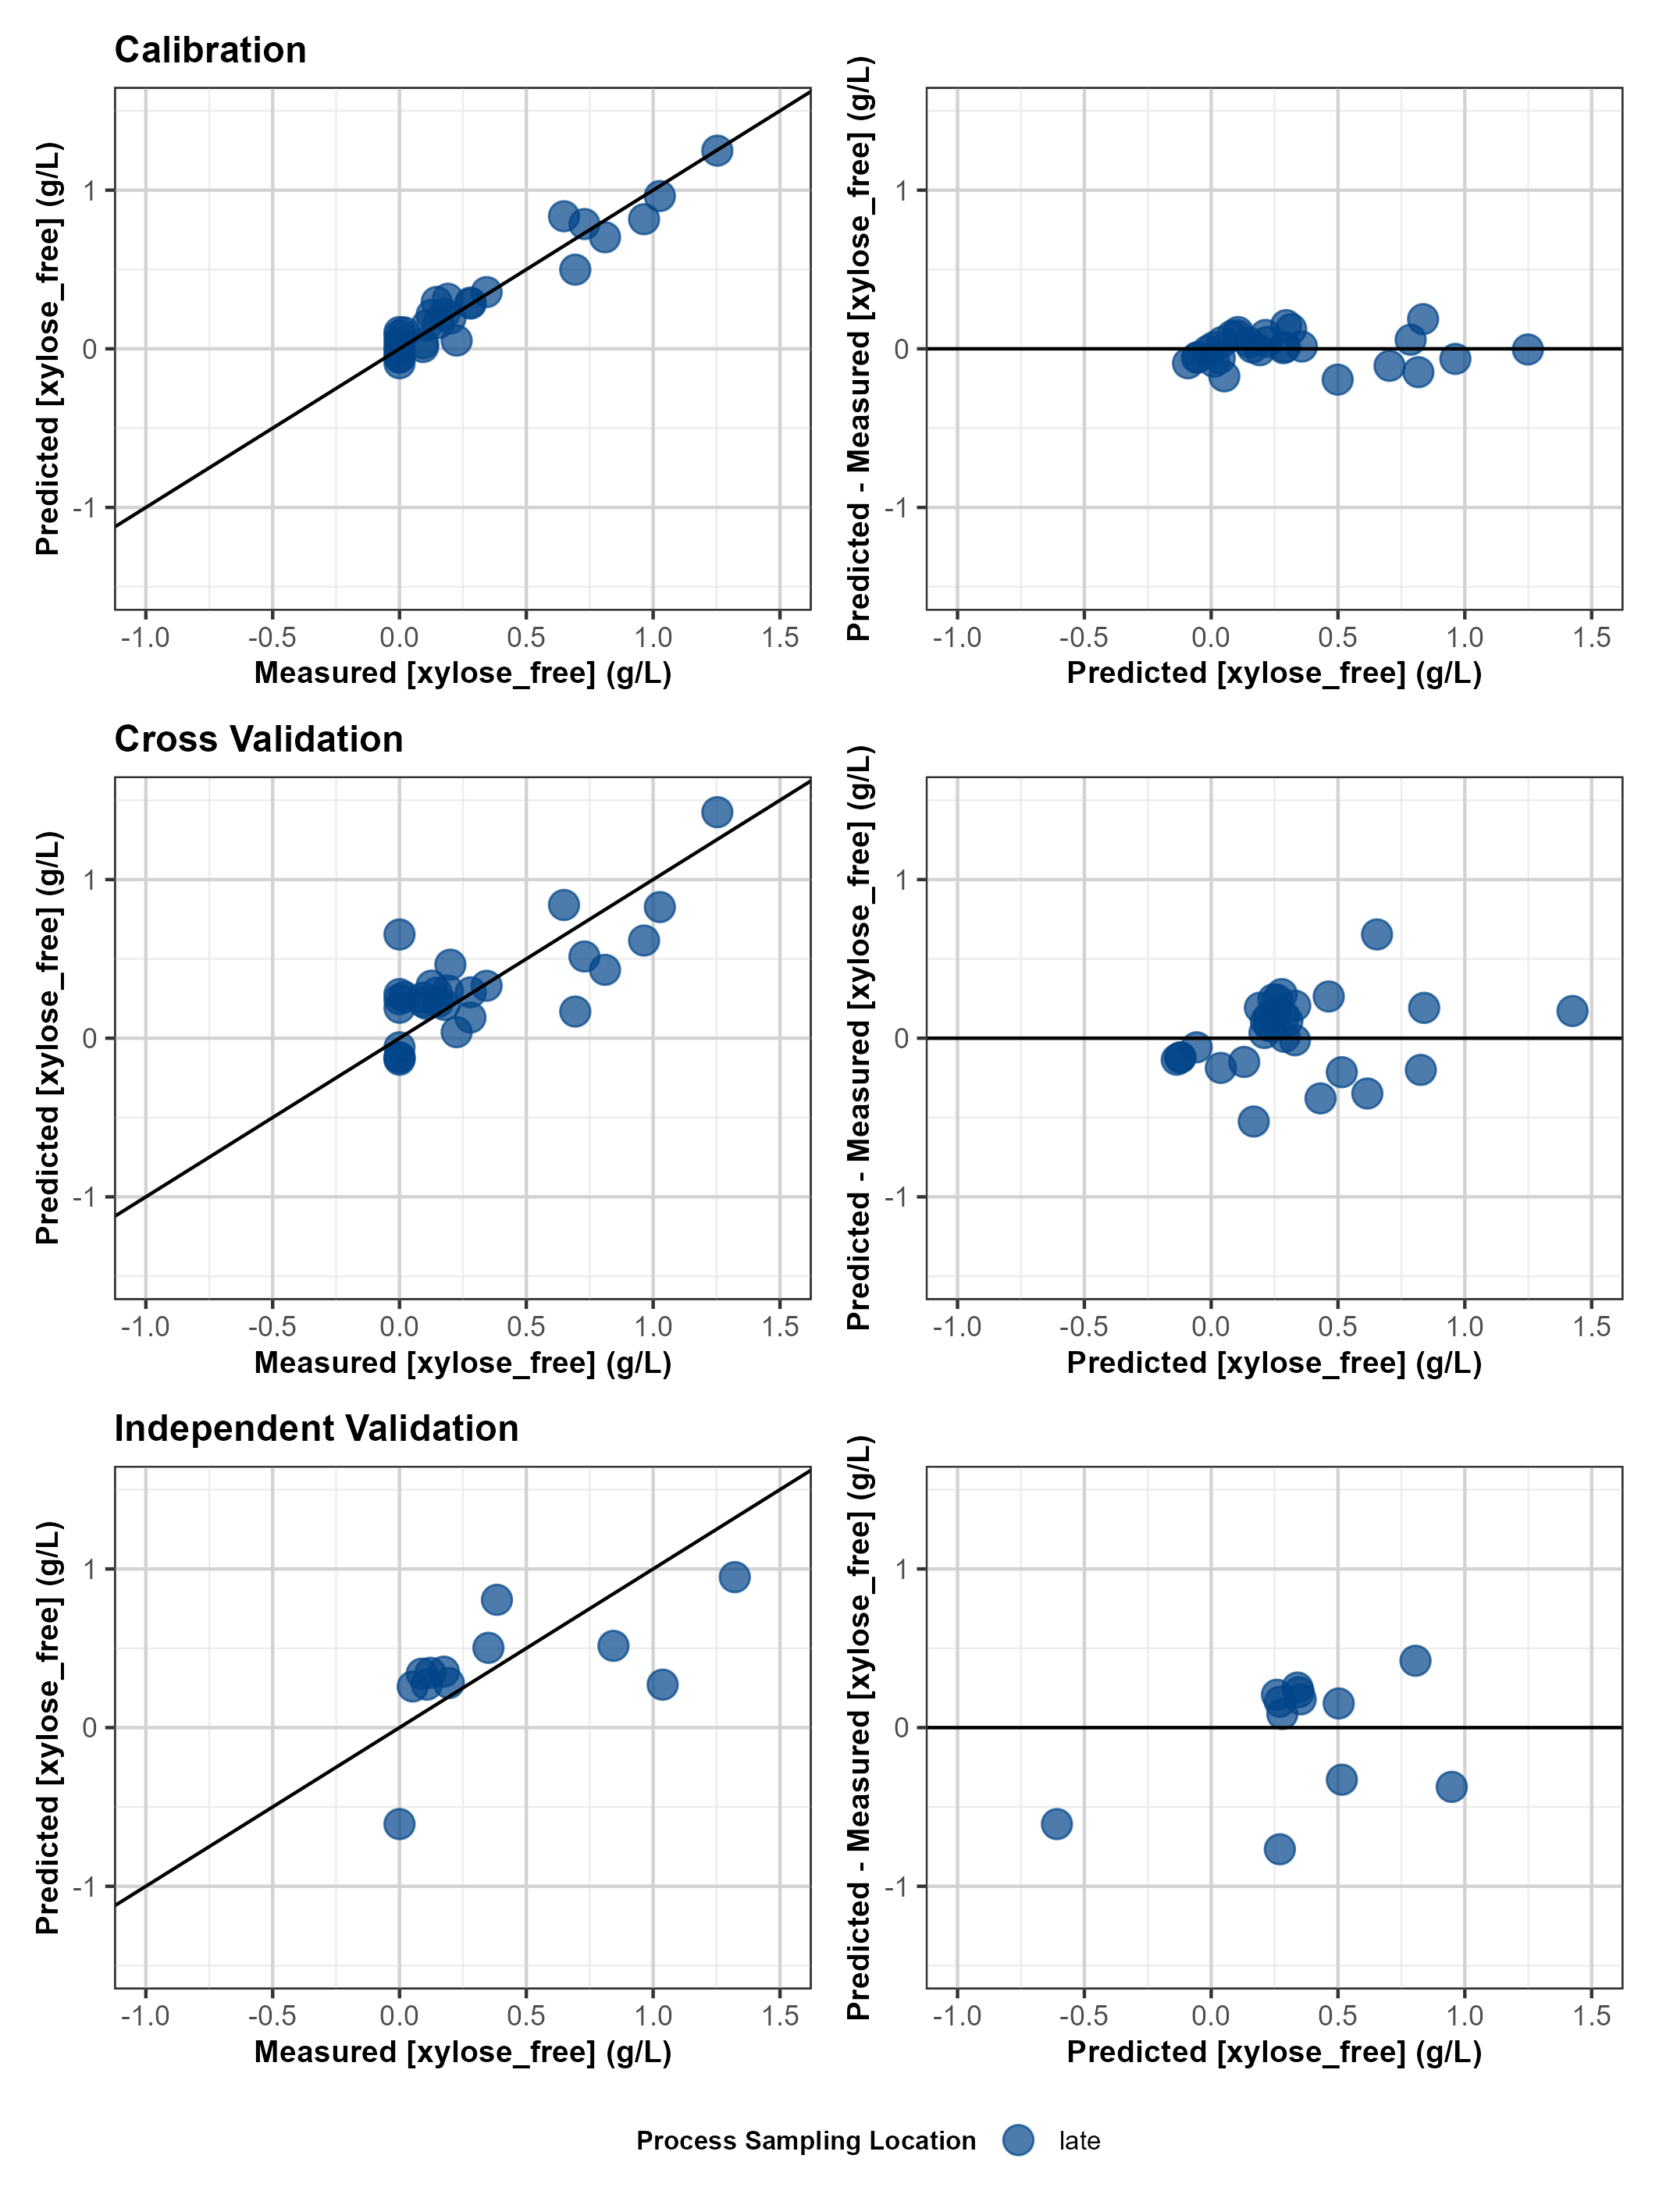 Calibration
Predicted [xylose_free] (g/L)
1
0
-1
-1.0 -0.5 0.0 0.5 1.0 1.5
Measured [xylose_free] (g/L)
Predicted - Measured [xylose_free] (g/L)
1
0
-1
-1.0 -0.5 0.0 0.5 1.0 1.5
Predicted [xylose_free] (g/L)
Cross Validation
Predicted [xylose_free] (g/L)
1
0
-1
-1.0 -0.5 0.0 0.5 1.0 1.5
Measured [xylose_free] (g/L)
Predicted - Measured [xylose_free] (g/L)
1
0
-1
-1.0 -0.5 0.0 0.5 1.0 1.5
Predicted [xylose_free] (g/L)
Independent Validation
Predicted [xylose_free] (g/L)
1
0
-1
-1.0 -0.5 0.0 0.5 1.0 1.5
Measured [xylose_free] (g/L)
Predicted - Measured [xylose_free] (g/L)
1
0
-1
-1.0 -0.5 0.0 0.5 1.0 1.5
Predicted [xylose_free] (g/L)
Process Sampling Location late